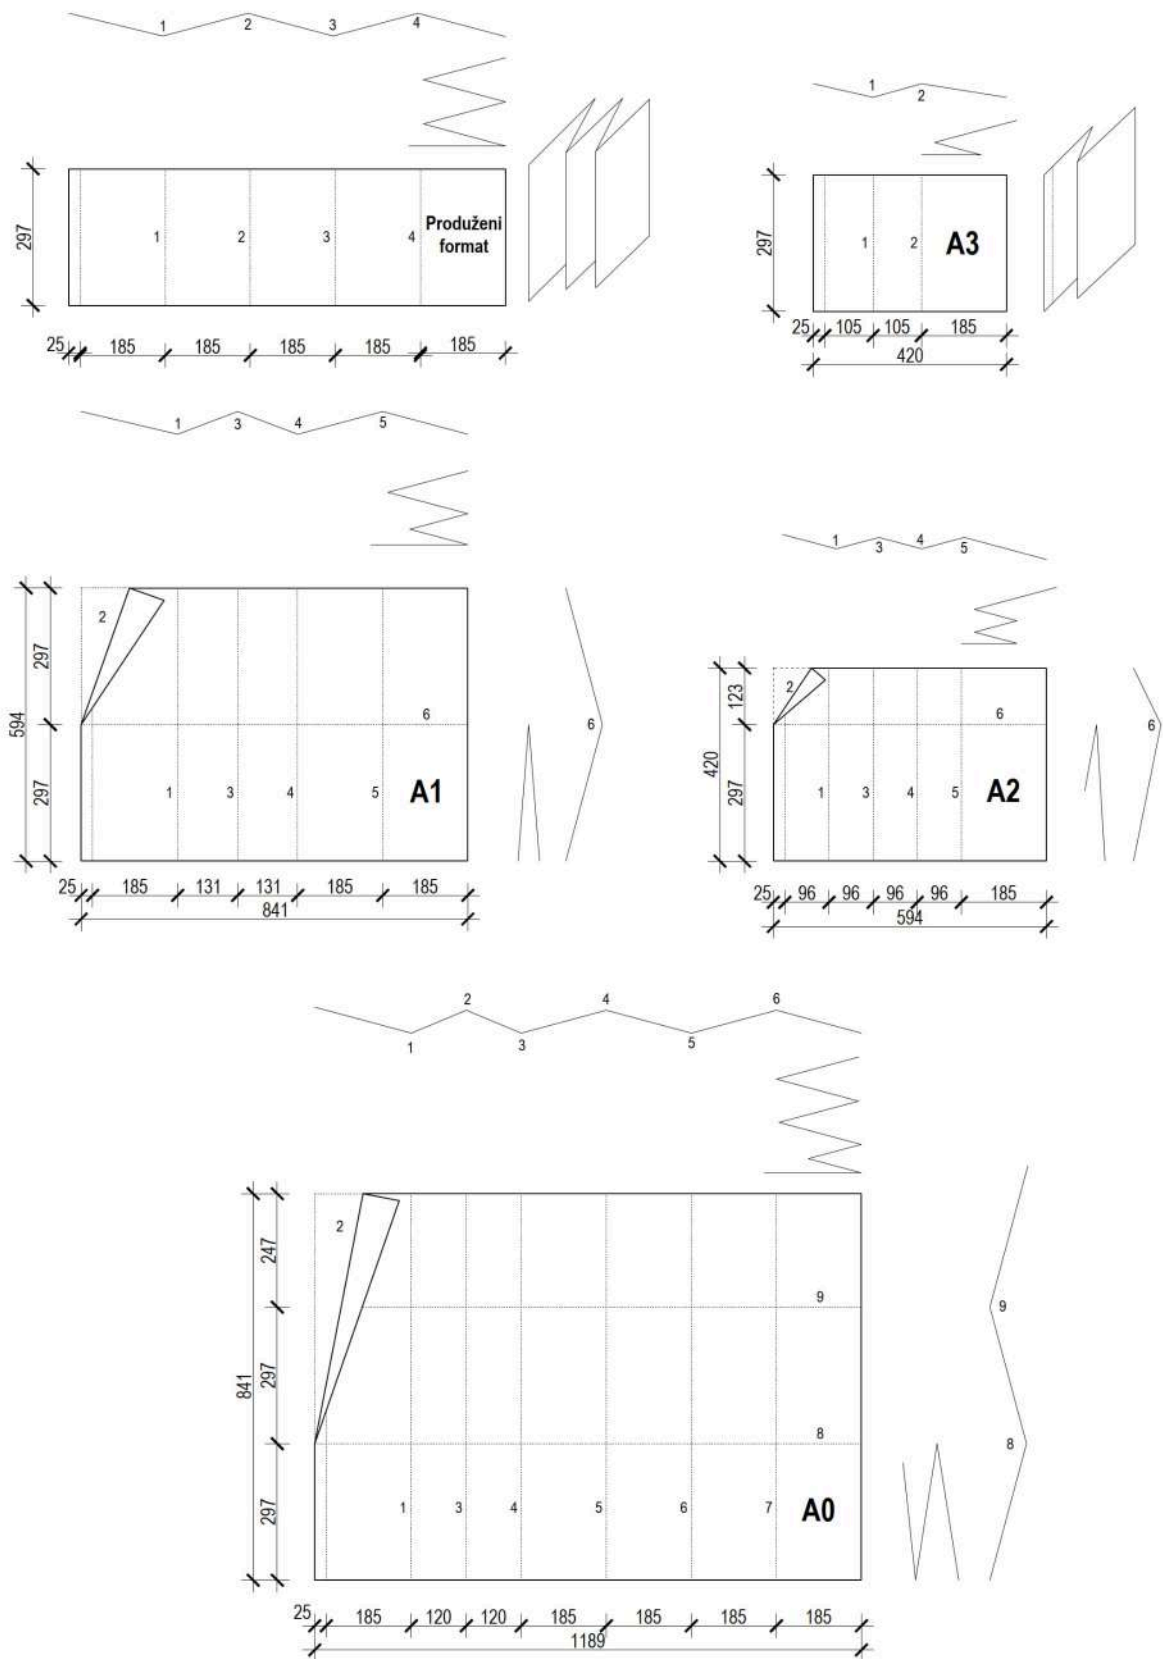 1 2 3 4
297
1 2 3 4 Produženi
format
25 185 185 185 185 185
1 2
297
1 2 A3
25 105 105 185
420
1 3 4 5
2
297
594
6
6
297
1 3 4 5 A1
25 185 131 131 185 185
841
1 3 4 5
2
123
420
6
6
297
1 3 4 5 A2
25 96 96 96 96 185
594
2 4 6
1 3 5
2
247
9
9
841
297
8
8
297
1 3 4 5 6 7 A0
25 185 120 120 185 185 185 185
1189